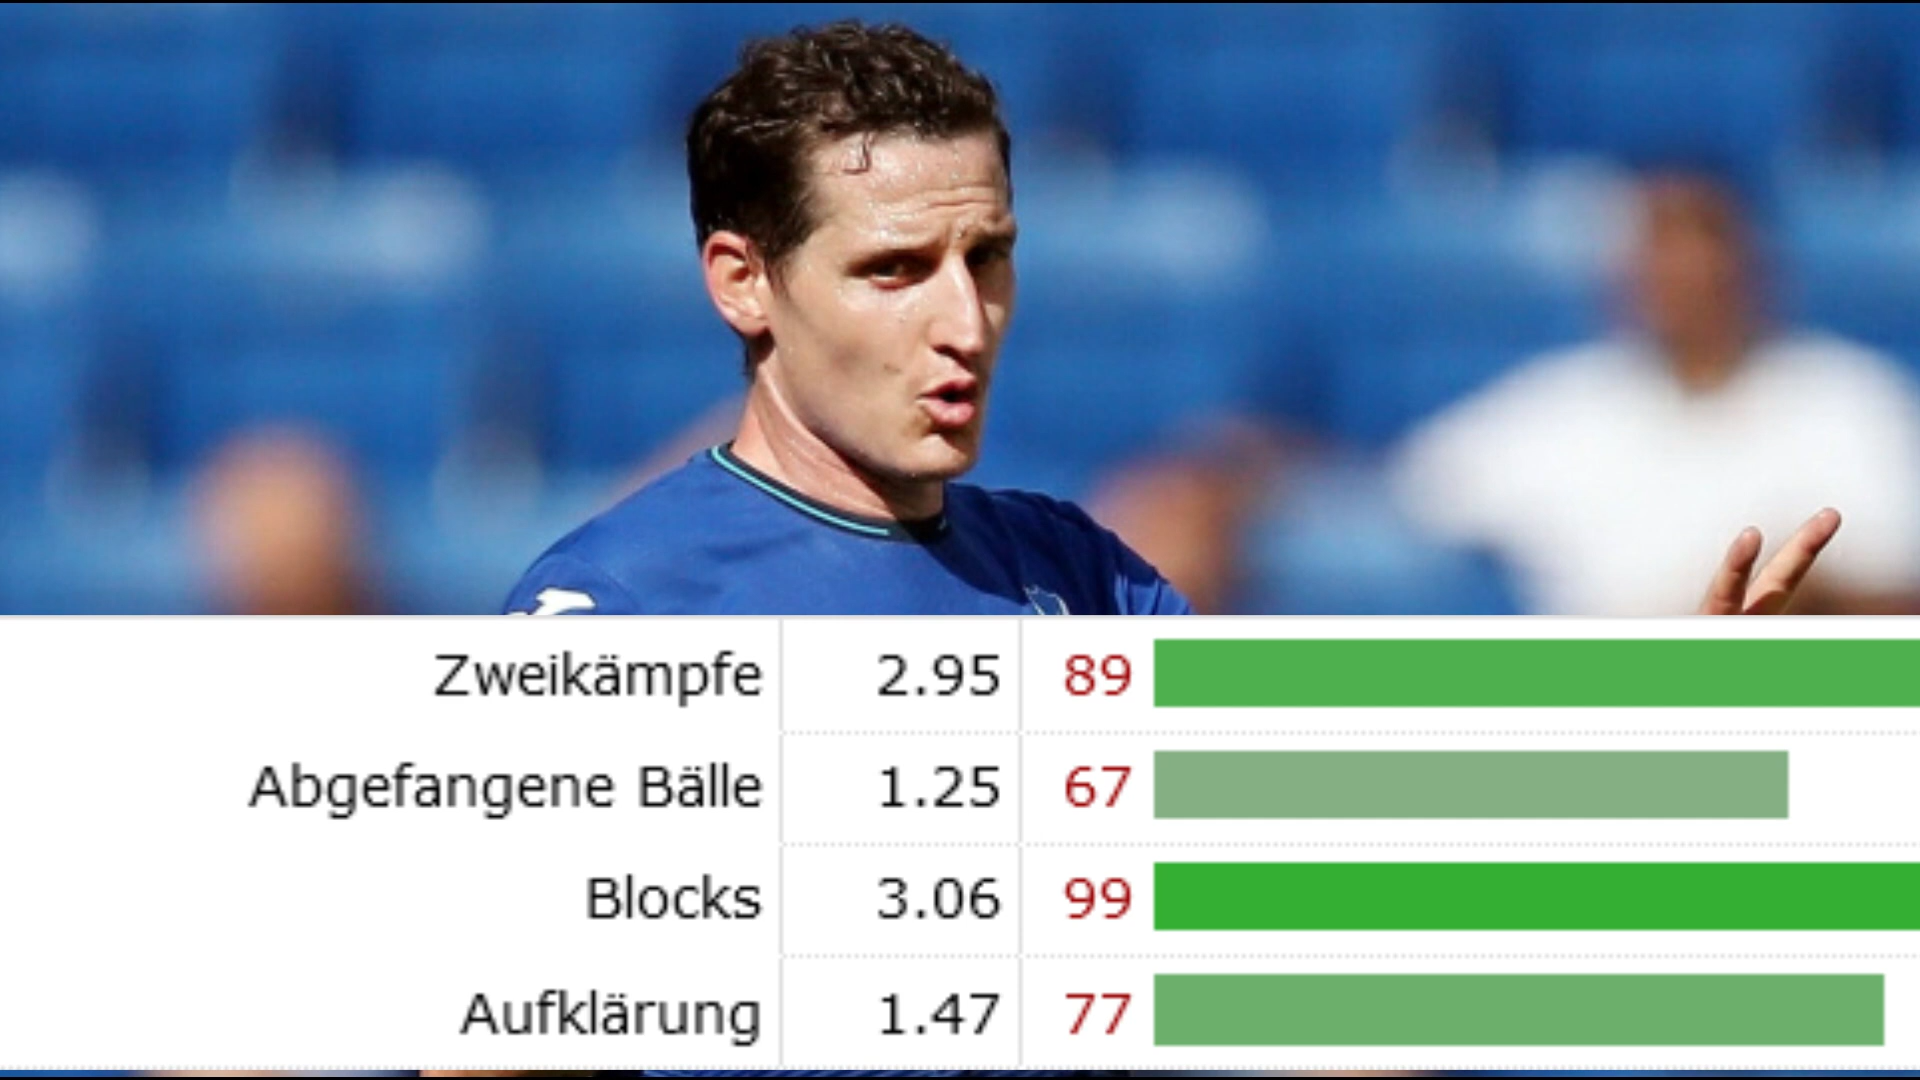 Zweikämpfe 2.95 89
Abgefangene Bälle 1.25 67
Blocks 3.06 99
Aufklärung 1.47 77